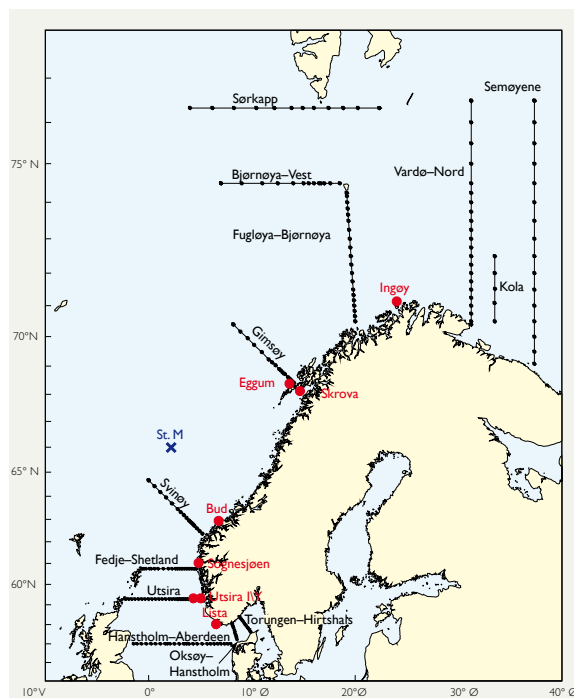 Semøyene
Sørkapp
75° N
Bjørnøya–Vest
Vardø–Nord
Fugløya–Bjørnøya
Ingøy
Kola
70°N
Gimsøy
Eggum
Skrova
St. M
65° N
Svinøy
Bud
Fedje–Shetland
Sognesjøen
60°N
Utsira
Utsira I\Y
Lista
Torungen–Hirtshals
Hanstholm–Aberdeen
Oksøy–
Hanstholm
10° V
0°
10° Ø
20° Ø
30° Ø
40° Ø